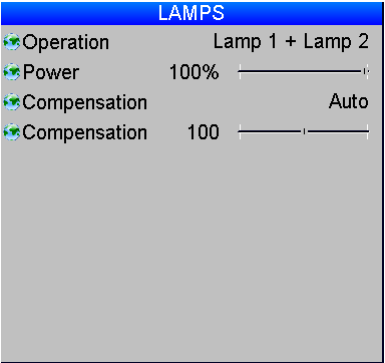 LAMPS
Operation Lamp 1 + Lamp 2
Power 100%
Compensation Auto
Compensation 100